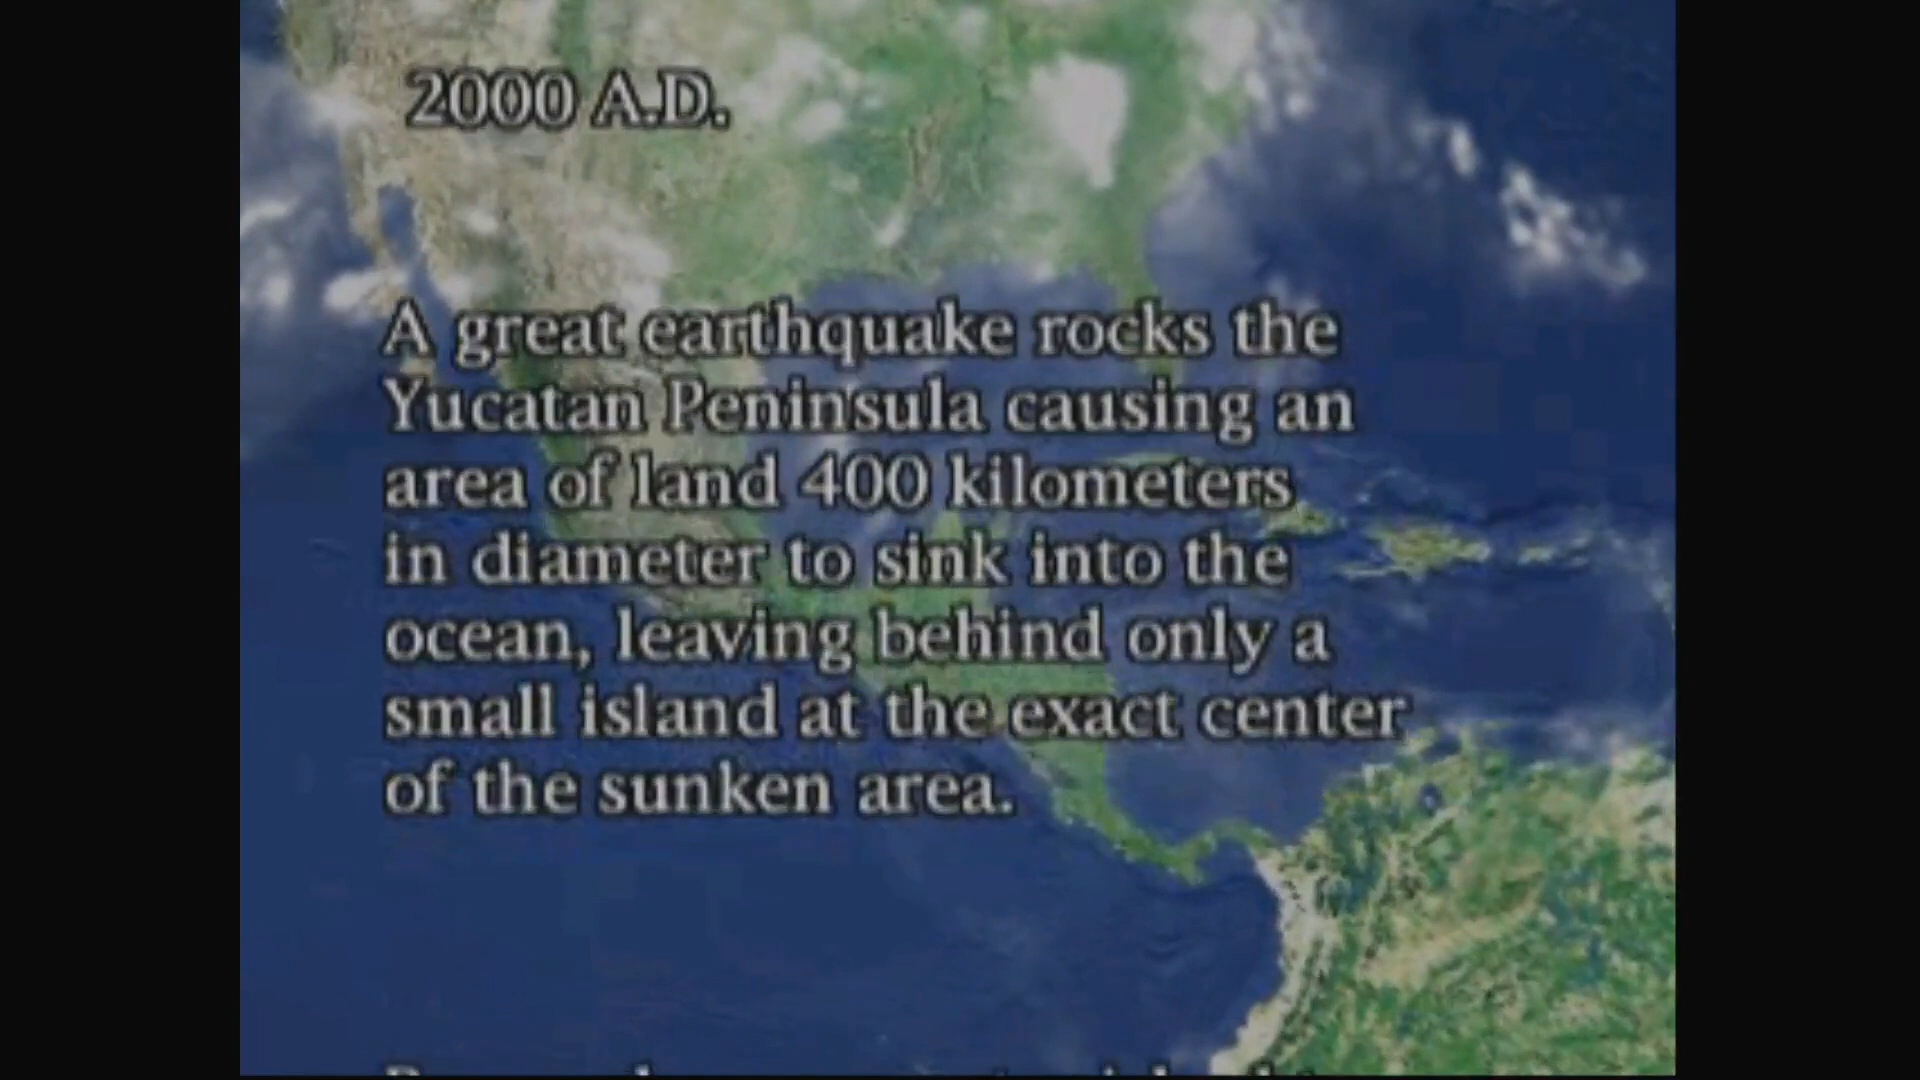 2000 A.D.
A great earthquake rocks the
Yucatan Peninsula causing an
area of land 400 kilometers
in diameter to sink into the
ocean, leaving behind only a
small island at the exact center
of the sunken area.